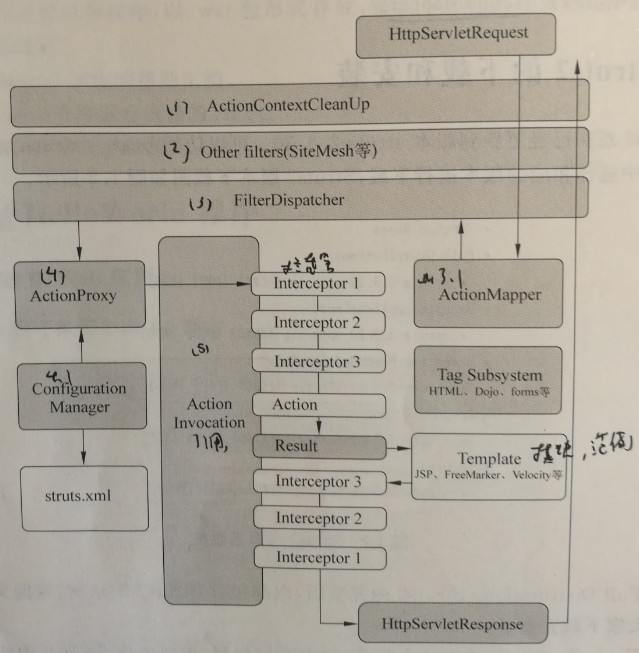 HttpServletRequest
(1) ActionContextCleanUp
(2) Other filters(SiteMesh等)
(3) FilterDispatcher
(4)
ActionProxy
拦截器
Interceptor 1
3.1
ActionMapper
Interceptor 2
(5)
Interceptor 3
Tag Subsystem
HTML、Dojo、forms等
4.1
Configuration
Manager
Action
Invocation
Action
Result
Template
JSP、FreeMarker、Velocity等
struts.xml
Interceptor 3
Interceptor 2
Interceptor 1
HttpServletResponse